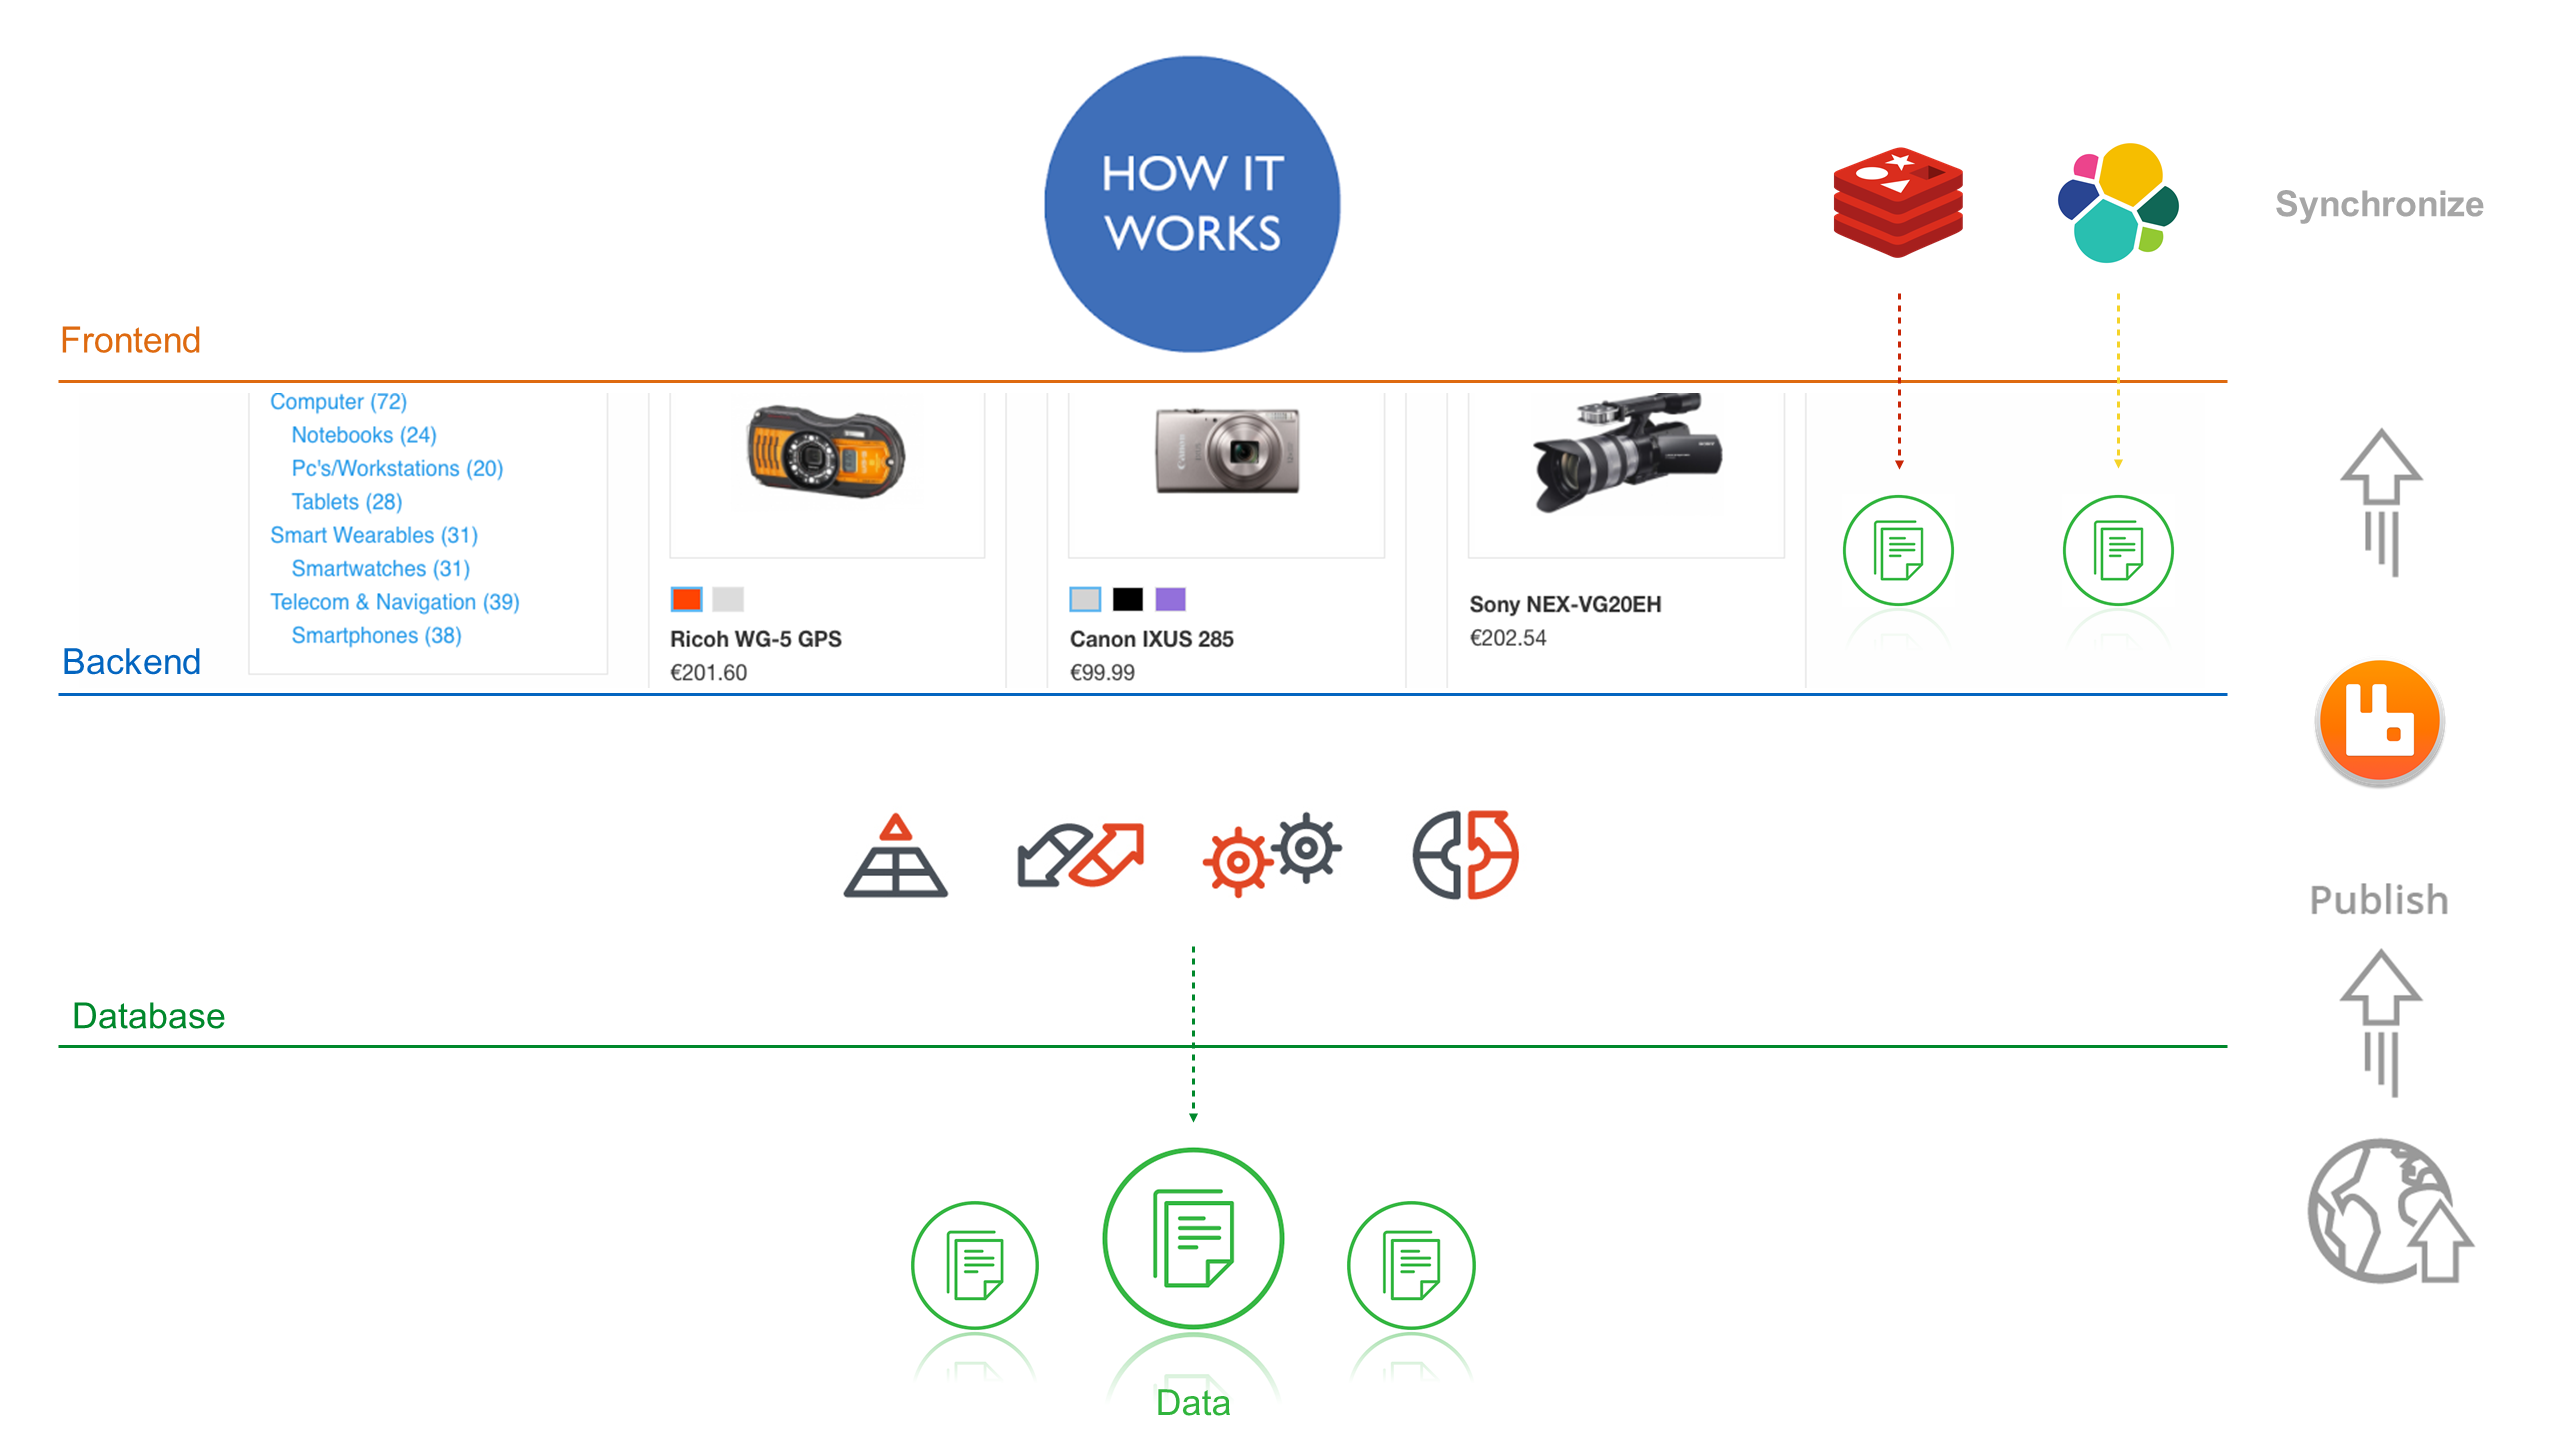 HOW IT
WORKS
Synchronize
Frontend
Computer (72)
Notebooks (24)
Pc's/Workstations (20)
Tablets (28)
Smart Wearables (31)
Smartwatches (31)
Telecom & Navigation (39)
Smartphones (38)
Ricoh WG-5 GPS
€201.60
Canon IXUS 285
€99.99
Sony NEX-VG20EH
€202.54
Backend
Publish
Database
Data